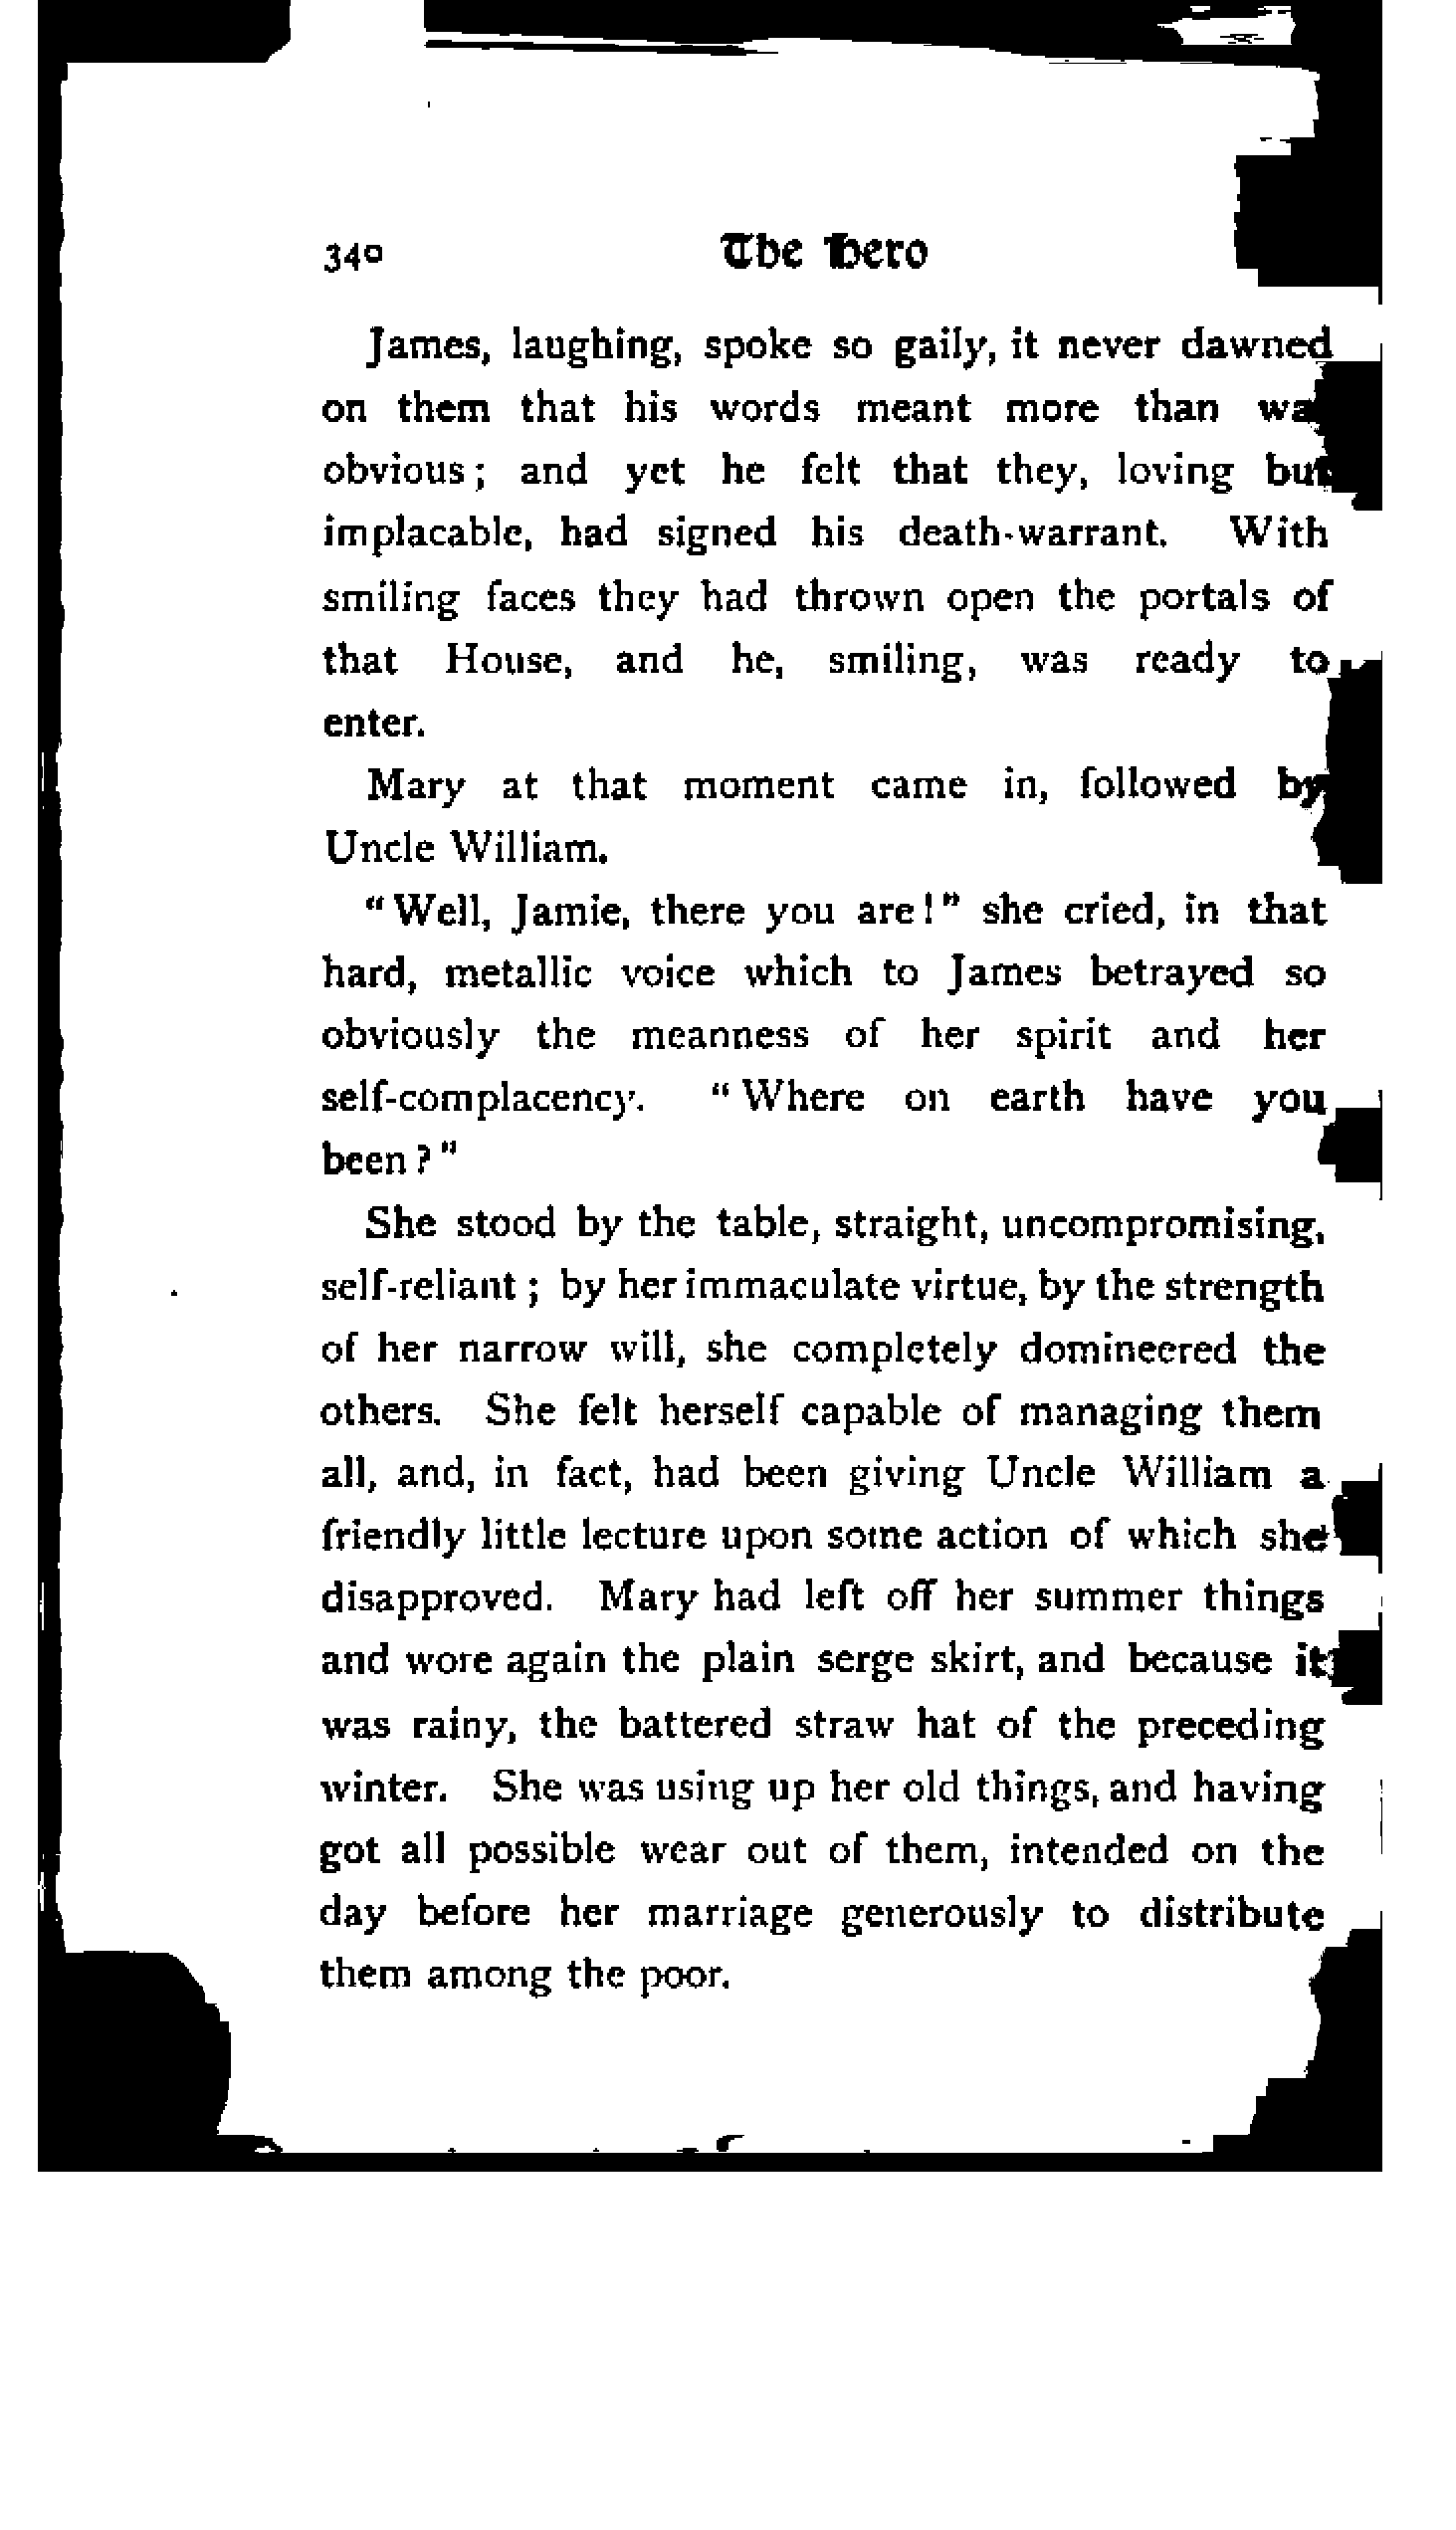 340 The Hero
James, laughing, spoke so gaily, it never dawned
on them that his words meant more than was
obvious; and yet he felt that they, loving but
implacable, had signed his death-warrant. With
smiling faces they had thrown open the portals of
that House, and he, smiling, was ready to
enter.
Mary at that moment came in, followed by
Uncle William.
"Well, Jamie, there you are!" she cried, in that
hard, metallic voice which to James betrayed so
obviously the meanness of her spirit and her
self-complacency. "Where on earth have you
been?"
She stood by the table, straight, uncompromising,
self-reliant; by her immaculate virtue, by the strength
of her narrow will, she completely domineered the
others. She felt herself capable of managing them
all, and, in fact, had been giving Uncle William a
friendly little lecture upon some action of which she
disapproved. Mary had left off her summer things
and wore again the plain serge skirt, and because it
was rainy, the battered straw hat of the preceding
winter. She was using up her old things, and having
got all possible wear out of them, intended on the
day before her marriage generously to distribute
them among the poor.